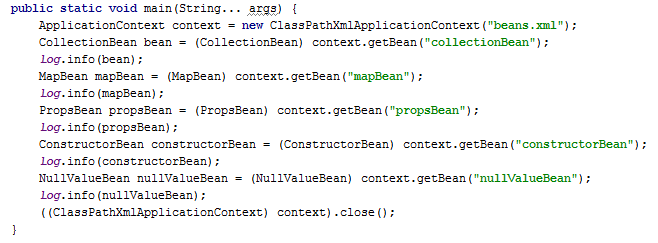 public static void main(String... args) {
    ApplicationContext context = new ClassPathXmlApplicationContext("beans.xml");
    CollectionBean bean = (CollectionBean) context.getBean("collectionBean");
    Log.info(bean);
    MapBean mapBean = (MapBean) context.getBean("mapBean");
    Log.info(mapBean);
    PropsBean propsBean = (PropsBean) context.getBean("propsBean");
    Log.info(propsBean);
    ConstructorBean constructorBean = (ConstructorBean) context.getBean("constructorBean");
    Log.info(constructorBean);
    NullValueBean nullValueBean = (NullValueBean) context.getBean("nullValueBean");
    Log.info(nullValueBean);
    ((ClassPathXmlApplicationContext) context).close();
}